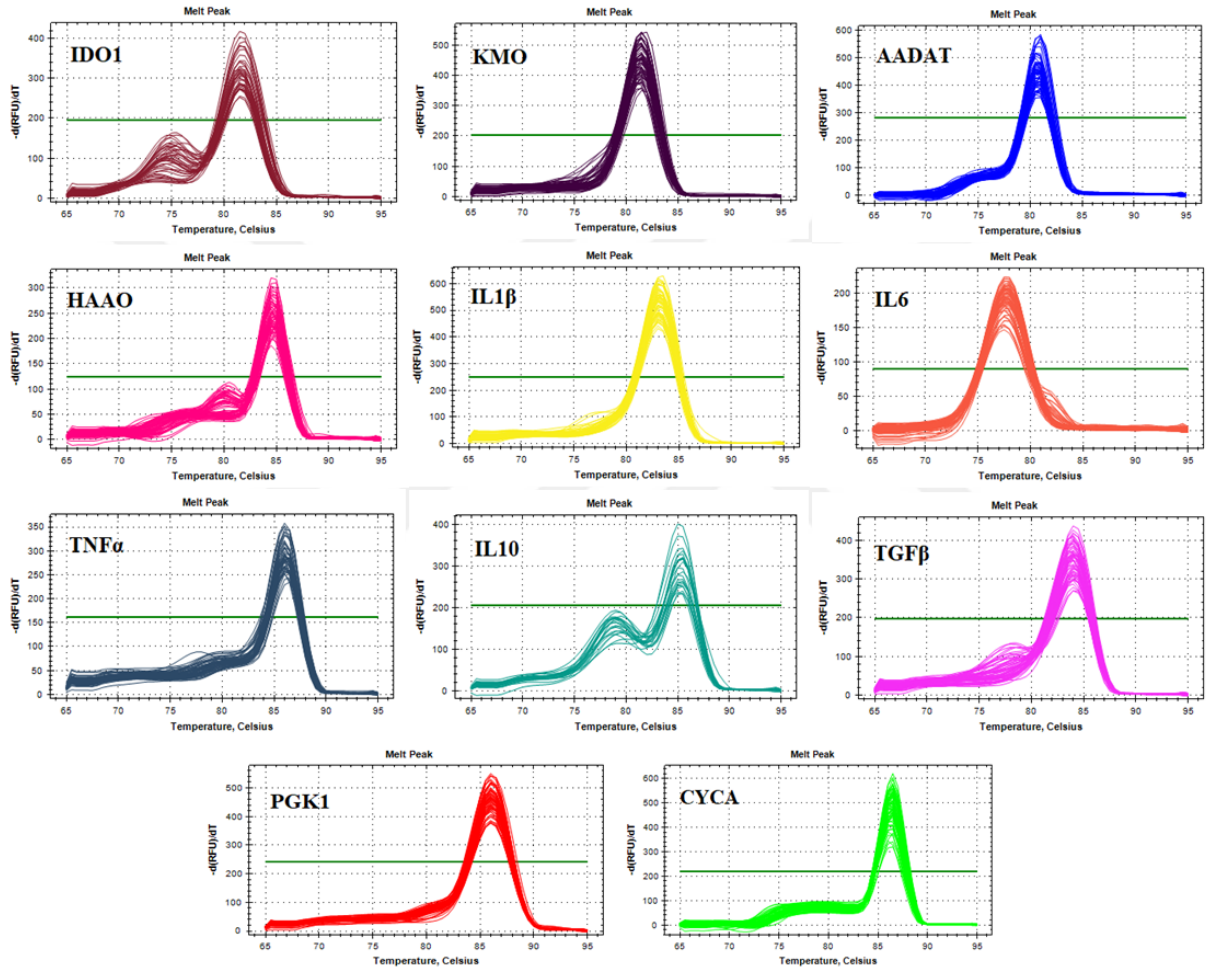 Melt Peak
IDO1
-d(RFU)/dT
400
300
200
100
0
65 70 75 80 85 90 95
Temperature, Celsius
Melt Peak
KMO
-d(RFU)/dT
500
400
300
200
100
0
65 70 75 80 85 90 95
Temperature, Celsius
Melt Peak
AADAT
-d(RFU)/dT
600
500
400
300
200
100
0
65 70 75 80 85 90 95
Temperature, Celsius
Melt Peak
HAAO
-d(RFU)/dT
300
250
200
150
100
50
0
65 70 75 80 85 90 95
Temperature, Celsius
Melt Peak
IL1β
-d(RFU)/dT
600
500
400
300
200
100
0
65 70 75 80 85 90 95
Temperature, Celsius
Melt Peak
IL6
-d(RFU)/dT
200
150
100
50
0
65 70 75 80 85 90 95
Temperature, Celsius
Melt Peak
TNFα
-d(RFU)/dT
350
300
250
200
150
100
50
0
65 70 75 80 85 90 95
Temperature, Celsius
Melt Peak
IL10
-d(RFU)/dT
400
300
200
100
0
65 70 75 80 85 90 95
Temperature, Celsius
Melt Peak
TGFβ
-d(RFU)/dT
400
300
200
100
0
65 70 75 80 85 90 95
Temperature, Celsius
Melt Peak
PGK1
-d(RFU)/dT
500
400
300
200
100
0
65 70 75 80 85 90 95
Temperature, Celsius
Melt Peak
CYCA
-d(RFU)/dT
600
500
400
300
200
100
0
65 70 75 80 85 90 95
Temperature, Celsius